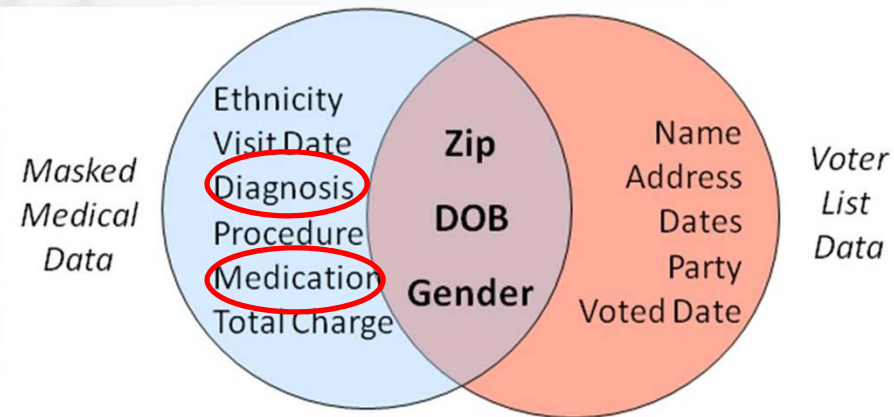 Masked
Medical
Data
Ethnicity
Visit Date
Diagnosis
Procedure
Medication
Total Charge
Zip
DOB
Gender
Name
Address
Dates
Party
Voted Date
Voter
List
Data